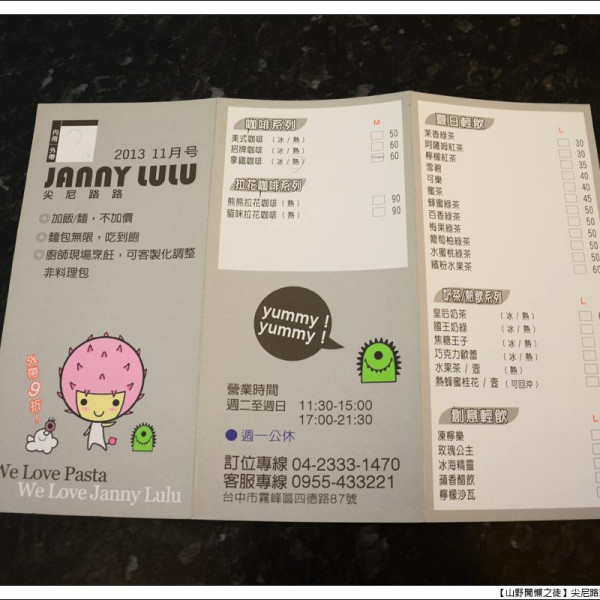 內用 外帶
2013 11月号
JANNY LULU
尖尼路路
◎加飯/麵，不加價
◎麵包無限，吃到飽
◎廚師現場烹飪，可客製化調整
非料理包
外帶9折！
We Love Pasta
We Love Janny Lulu
咖啡系列
M
美式咖啡（冰/熱） 50
招牌咖啡（冰/熱） 60
拿鐵咖啡（冰/熱） 60
拉花咖啡系列
熊熊拉花咖啡（熱） 90
貓咪拉花咖啡（熱） 90
yummy！
yummy！
營業時間
週二至週日 11:30-15:00
17:00-21:30
●週一公休
訂位專線 04-2333-1470
客服專線 0955-433221
台中市霧峰區四德路87號
夏日輕飲
L
茉香綠茶 30
阿薩姆紅茶 30
檸檬紅茶 35
雪碧 40
可樂 40
蜜茶 40
蜂蜜綠茶 50
百香綠茶 50
梅果綠茶 50
葡萄柚綠茶 50
水蜜桃綠茶 50
繽粉水果茶 60
奶茶/熱飲系列
L
皇后奶茶（冰/熱）
國王奶綠（冰/熱）
焦糖王子（冰/熱）
巧克力歐蕾（冰/熱）
水果茶/壺（熱）
熱蜂蜜桂花/壺（可回沖）
創意輕飲
L
凍檸樂
玫瑰公主
冰海精靈
蘋香醋飲
檸檬沙瓦
【山野閒懶之徒】尖尼路